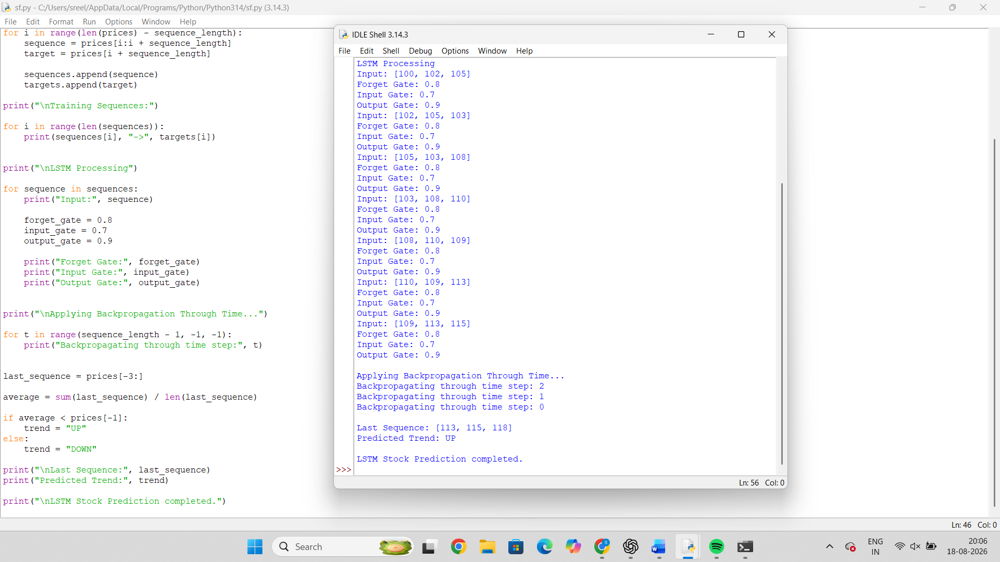 sf.py - C:/Users/sreel/AppData/Local/Programs/Python/Python314/sf.py (3.14.3)
File Edit Format Run Options Window Help
for i in range(len(prices) - sequence_length):
    sequence = prices[i:i + sequence_length]
    target = prices[i + sequence_length]
    sequences.append(sequence)
    targets.append(target)
print("\nTraining Sequences:")
for i in range(len(sequences)):
    print(sequences[i], "->", targets[i])
print("\nLSTM Processing")
for sequence in sequences:
    print("Input:", sequence)
    forget_gate = 0.8
    input_gate = 0.7
    output_gate = 0.9
    print("Forget Gate:", forget_gate)
    print("Input Gate:", input_gate)
    print("Output Gate:", output_gate)
print("\nApplying Backpropagation Through Time...")
for t in range(sequence_length - 1, -1, -1):
    print("Backpropagating through time step:", t)
last_sequence = prices[-3:]
average = sum(last_sequence) / len(last_sequence)
if average < prices[-1]:
    trend = "UP"
else:
    trend = "DOWN"
print("\nLast Sequence:", last_sequence)
print("Predicted Trend:", trend)
print("\nLSTM Stock Prediction completed.")
IDLE Shell 3.14.3
File Edit Shell Debug Options Window Help
LSTM Processing
Input: [100, 102, 105]
Forget Gate: 0.8
Input Gate: 0.7
Output Gate: 0.9
Input: [102, 105, 103]
Forget Gate: 0.8
Input Gate: 0.7
Output Gate: 0.9
Input: [105, 103, 108]
Forget Gate: 0.8
Input Gate: 0.7
Output Gate: 0.9
Input: [103, 108, 110]
Forget Gate: 0.8
Input Gate: 0.7
Output Gate: 0.9
Input: [108, 110, 109]
Forget Gate: 0.8
Input Gate: 0.7
Output Gate: 0.9
Input: [110, 109, 113]
Forget Gate: 0.8
Input Gate: 0.7
Output Gate: 0.9
Input: [109, 113, 115]
Forget Gate: 0.8
Input Gate: 0.7
Output Gate: 0.9
Applying Backpropagation Through Time...
Backpropagating through time step: 2
Backpropagating through time step: 1
Backpropagating through time step: 0
Last Sequence: [113, 115, 118]
Predicted Trend: UP
LSTM Stock Prediction completed.
>>>
Ln: 56 Col: 0
Ln: 46 Col: 0
Search
ENG
IN
20:06
18-08-2026